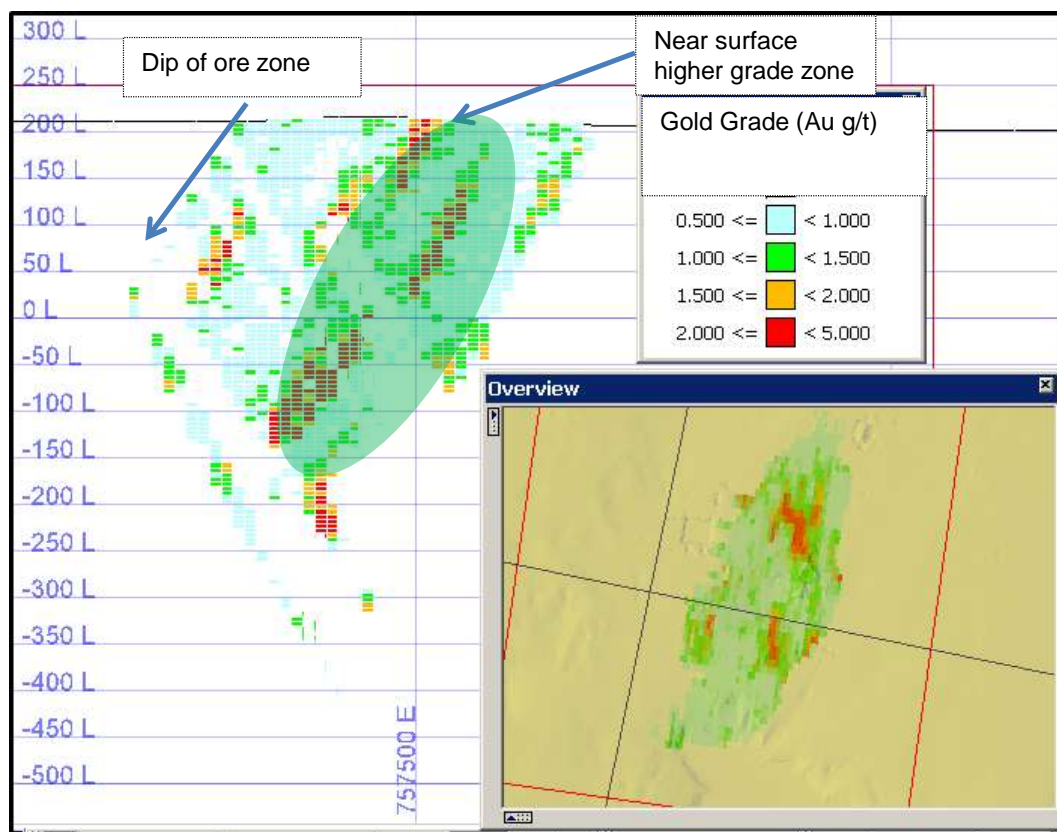 300 L
250 L
200 L
150 L
100 L
50 L
0 L
-50 L
-100 L
-150 L
-200 L
-250 L
-300 L
-350 L
-400 L
-450 L
-500 L
757500 E
Dip of ore zone
Near surface
higher grade zone
Gold Grade (Au g/t)
0.500 <= < 1.000
1.000 <= < 1.500
1.500 <= < 2.000
2.000 <= < 5.000
Overview